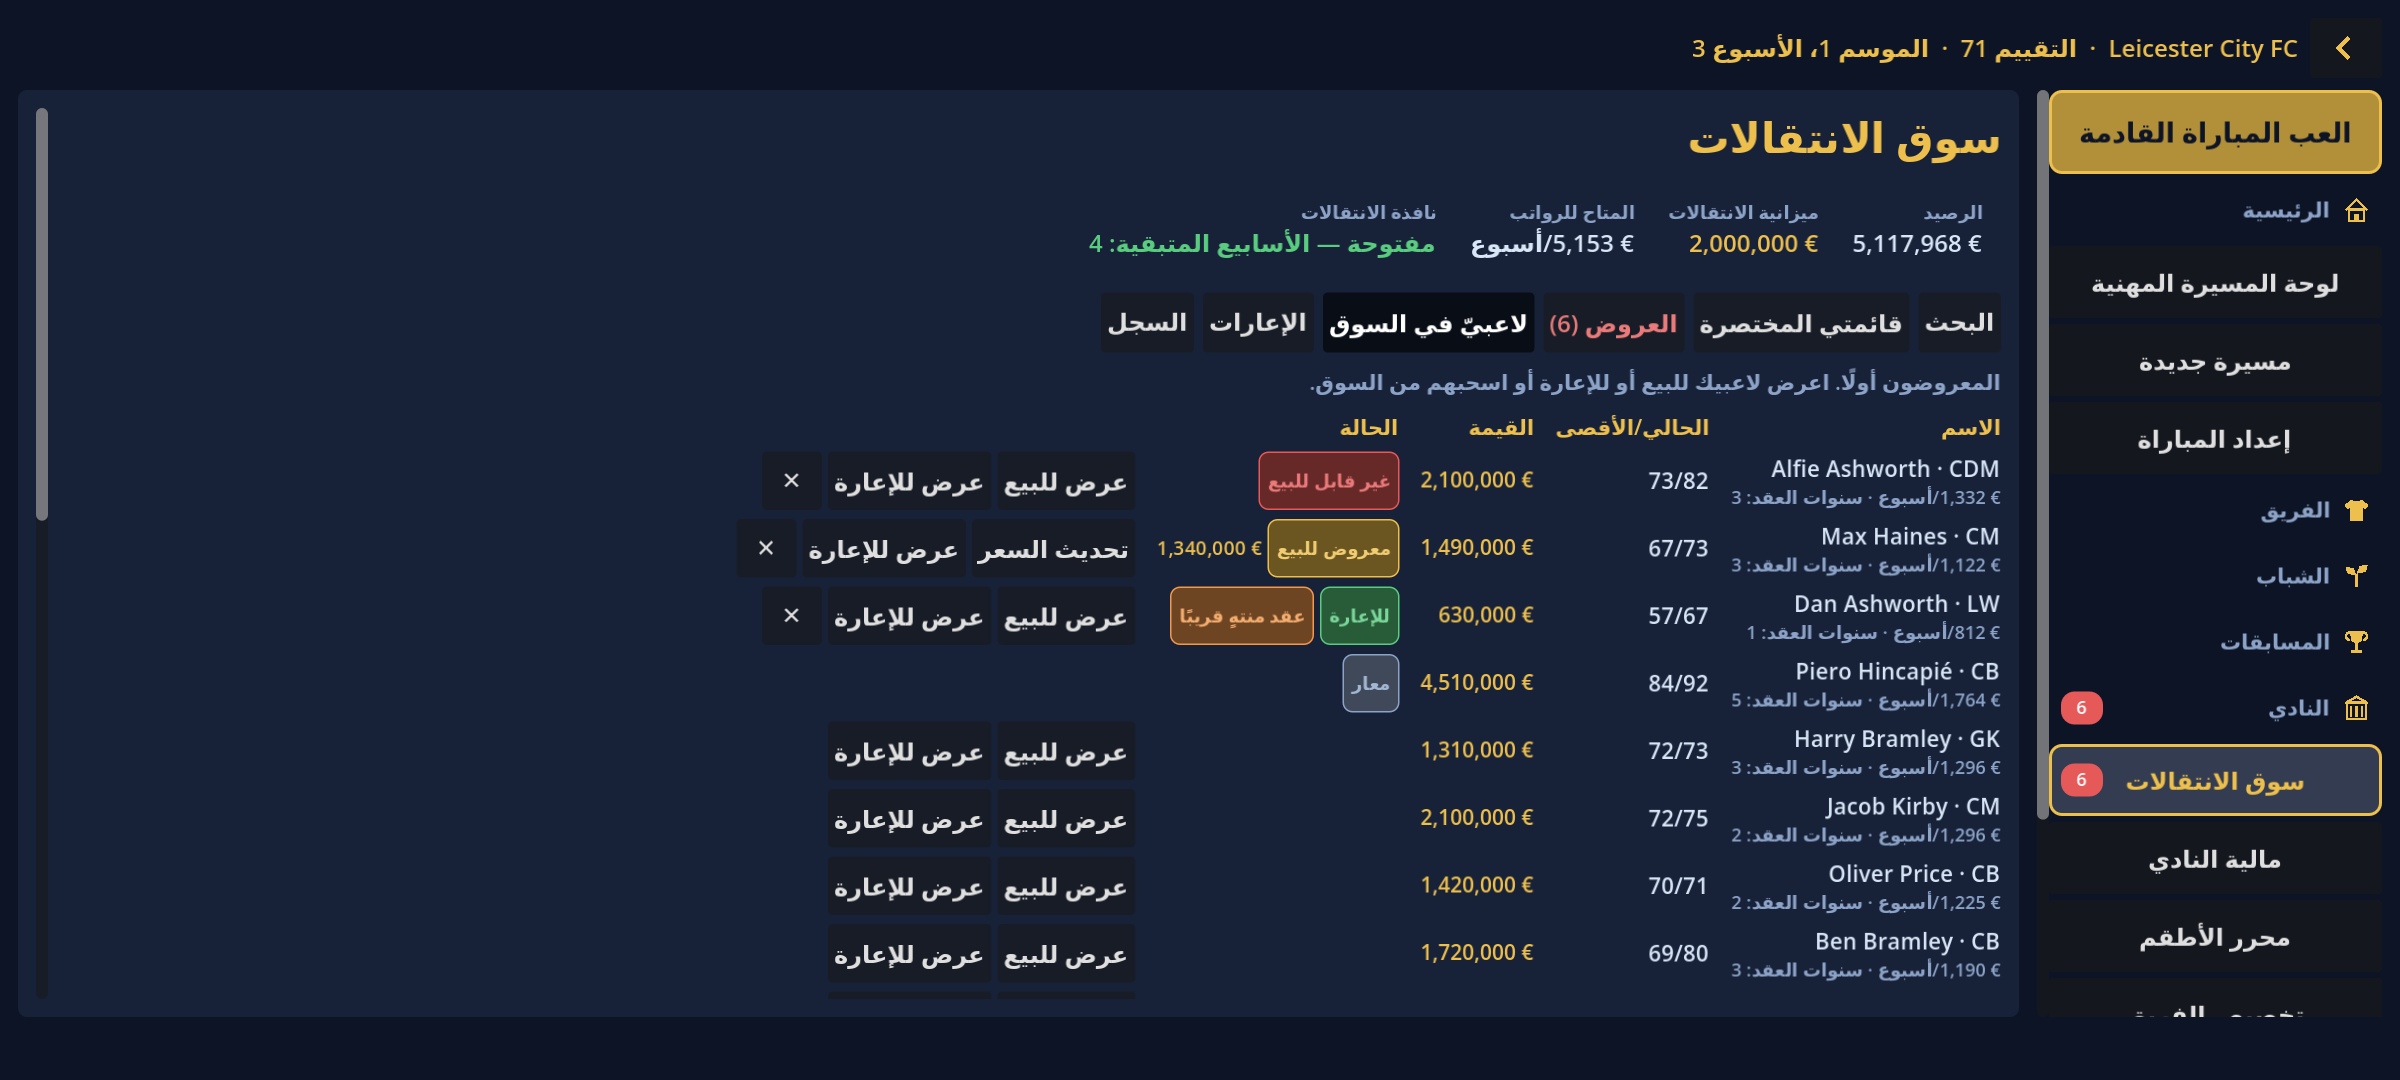 Leicester City FC · التقييم 71 · الموسم 1، الأسبوع 3
العب المباراة القادمة
الرئيسية
لوحة المسيرة المهنية
مسيرة جديدة
إعداد المباراة
الفريق
الشباب
المسابقات
النادي 6
سوق الانتقالات 6
مالية النادي
محرر الأطقم
سوق الانتقالات
الرصيد ميزانية الانتقالات المتاح للرواتب نافذة الانتقالات
5,117,968 € 2,000,000 € 5,153 €/أسبوع مفتوحة — الأسابيع المتبقية: 4
البحث قائمتي المختصرة العروض (6) لاعبيّ في السوق الإعارات السجل
المعروضون أولًا. اعرض لاعبيك للبيع أو للإعارة أو اسحبهم من السوق.
الاسم الحالي/الأقصى القيمة الحالة
Alfie Ashworth · CDM 73/82 2,100,000 € غير قابل للبيع عرض للبيع عرض للإعارة ✕
1,332 €/أسبوع · سنوات العقد: 3
Max Haines · CM 67/73 1,490,000 € معروض للبيع 1,340,000 € تحديث السعر عرض للإعارة ✕
1,122 €/أسبوع · سنوات العقد: 3
Dan Ashworth · LW 57/67 630,000 € للإعارة عقد منتهٍ قريبًا عرض للبيع عرض للإعارة ✕
812 €/أسبوع · سنوات العقد: 1
Piero Hincapié · CB 84/92 4,510,000 € معار
1,764 €/أسبوع · سنوات العقد: 5
Harry Bramley · GK 72/73 1,310,000 € عرض للبيع عرض للإعارة
1,296 €/أسبوع · سنوات العقد: 3
Jacob Kirby · CM 72/75 2,100,000 € عرض للبيع عرض للإعارة
1,296 €/أسبوع · سنوات العقد: 2
Oliver Price · CB 70/71 1,420,000 € عرض للبيع عرض للإعارة
1,225 €/أسبوع · سنوات العقد: 2
Ben Bramley · CB 69/80 1,720,000 € عرض للبيع عرض للإعارة
1,190 €/أسبوع · سنوات العقد: 3